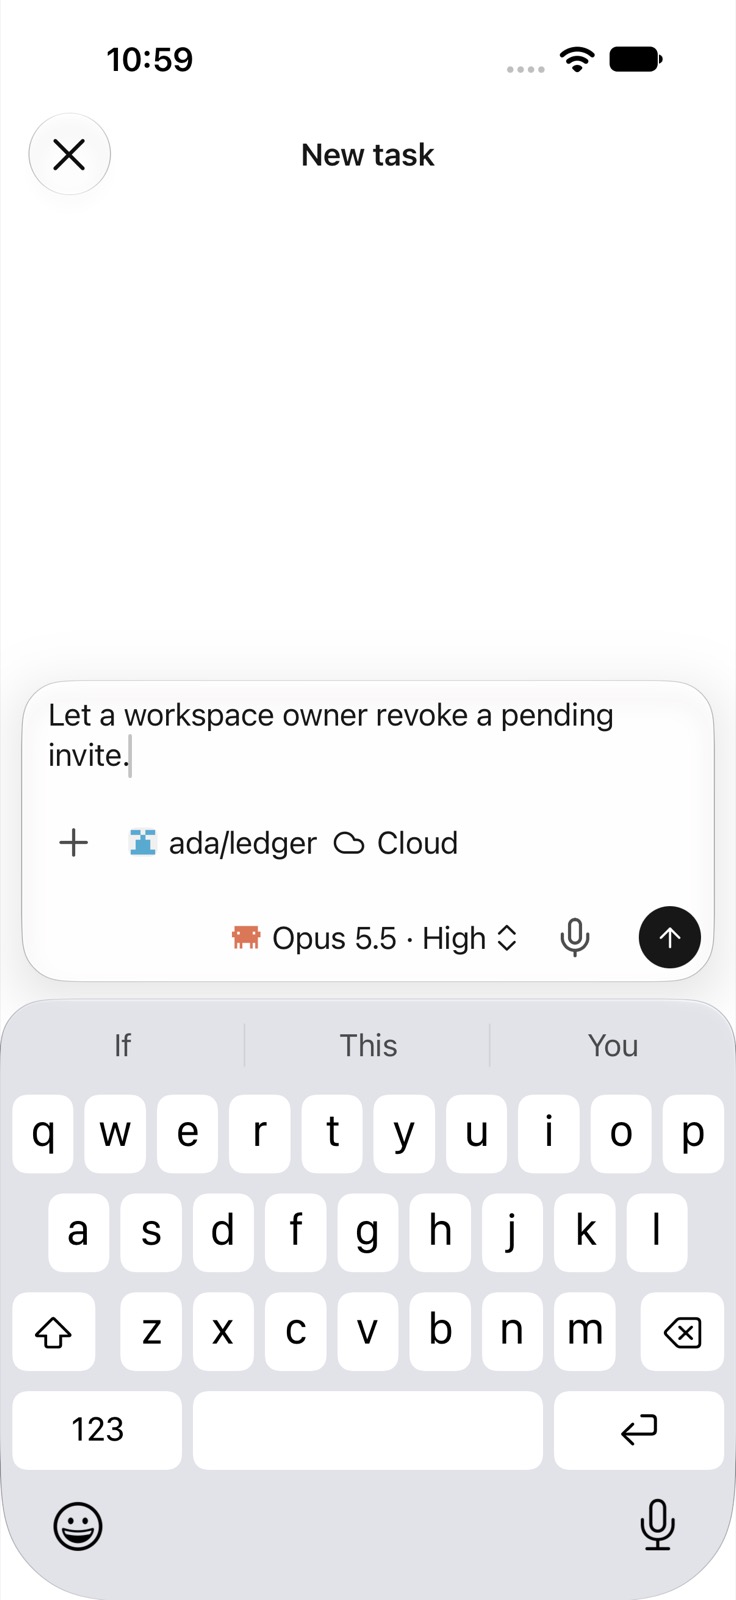 10:59
New task
Let a workspace owner revoke a pending
invite.
ada/ledger Cloud
Opus 5.5 · High
If This You
q w e r t y u i o p
a s d f g h j k l
z x c v b n m
123